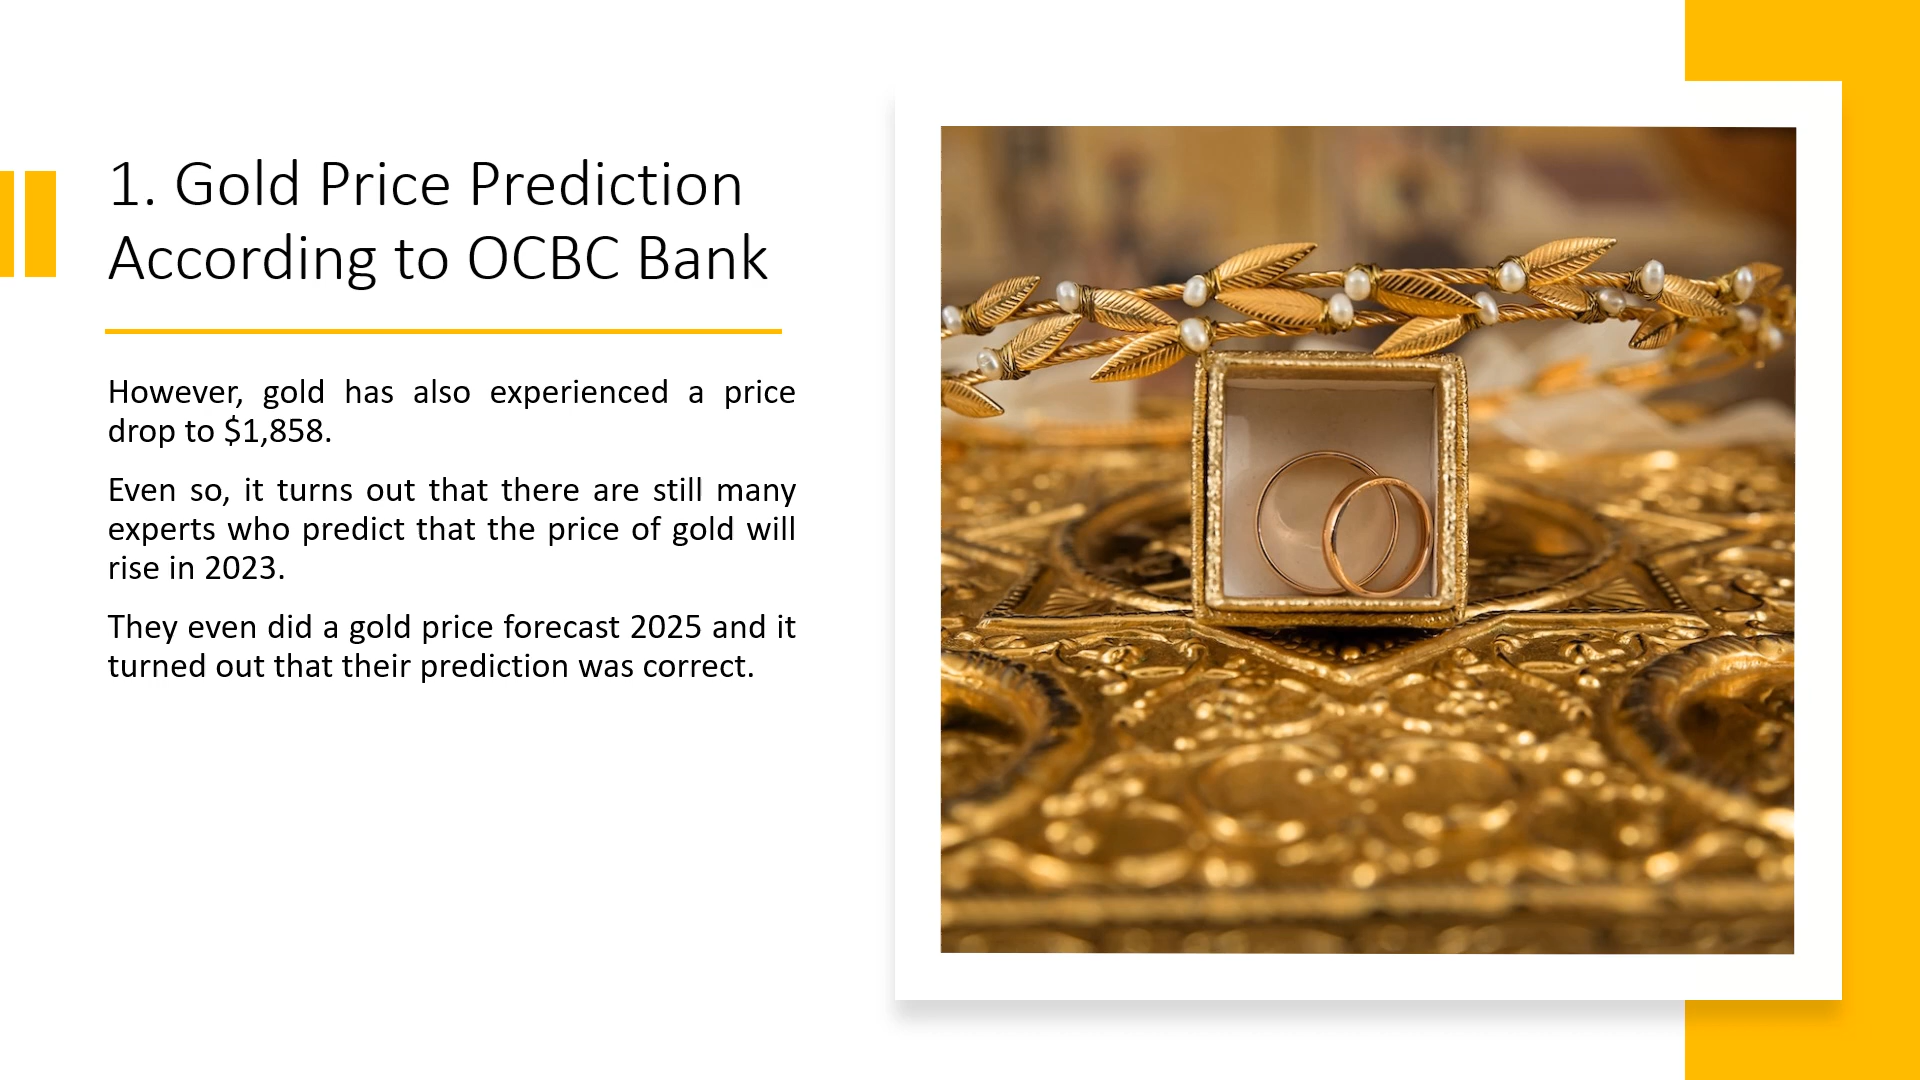 1. Gold Price Prediction
According to OCBC Bank
However, gold has also experienced a price
drop to $1,858.
Even so, it turns out that there are still many
experts who predict that the price of gold will
rise in 2023.
They even did a gold price forecast 2025 and it
turned out that their prediction was correct.